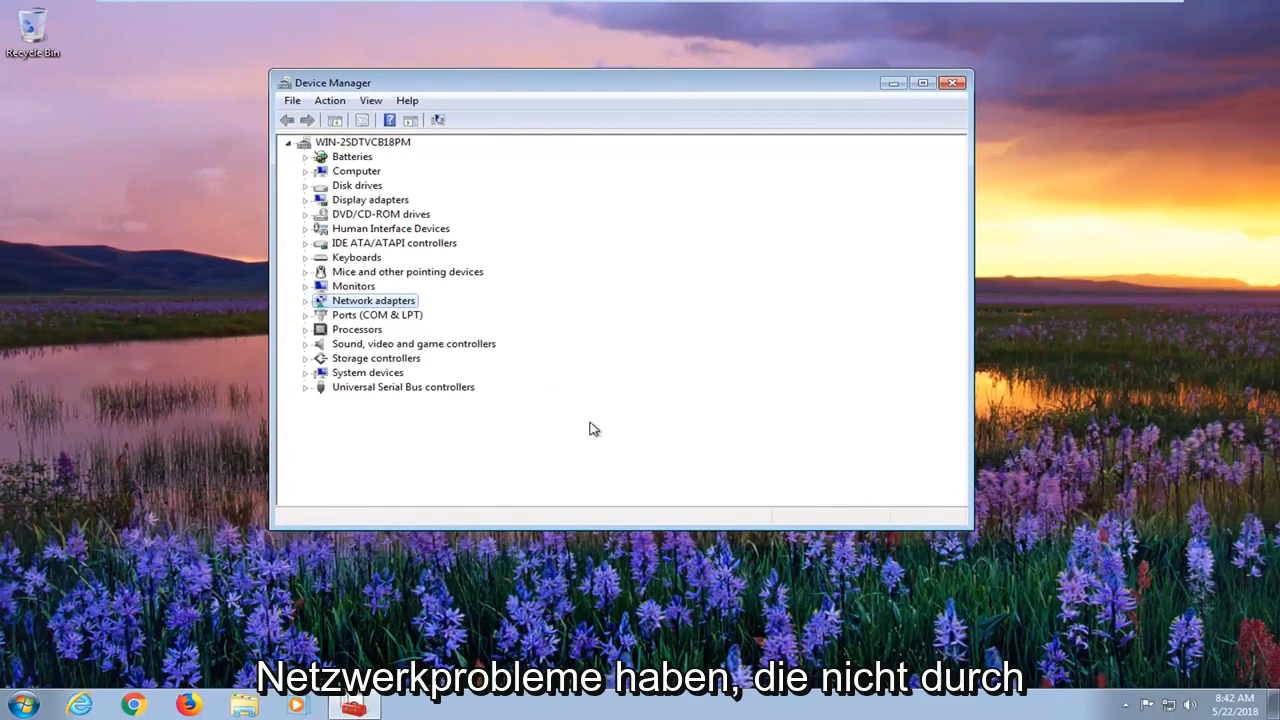 Recycle Bin
Device Manager
File Action View Help
WIN-2SDTVCB18PM
Batteries
Computer
Disk drives
Display adapters
DVD/CD-ROM drives
Human Interface Devices
IDE ATA/ATAPI controllers
Keyboards
Mice and other pointing devices
Monitors
Network adapters
Ports (COM & LPT)
Processors
Sound, video and game controllers
Storage controllers
System devices
Universal Serial Bus controllers
Netzwerkprobleme haben, die nicht durch
8:42 AM
5/22/2018